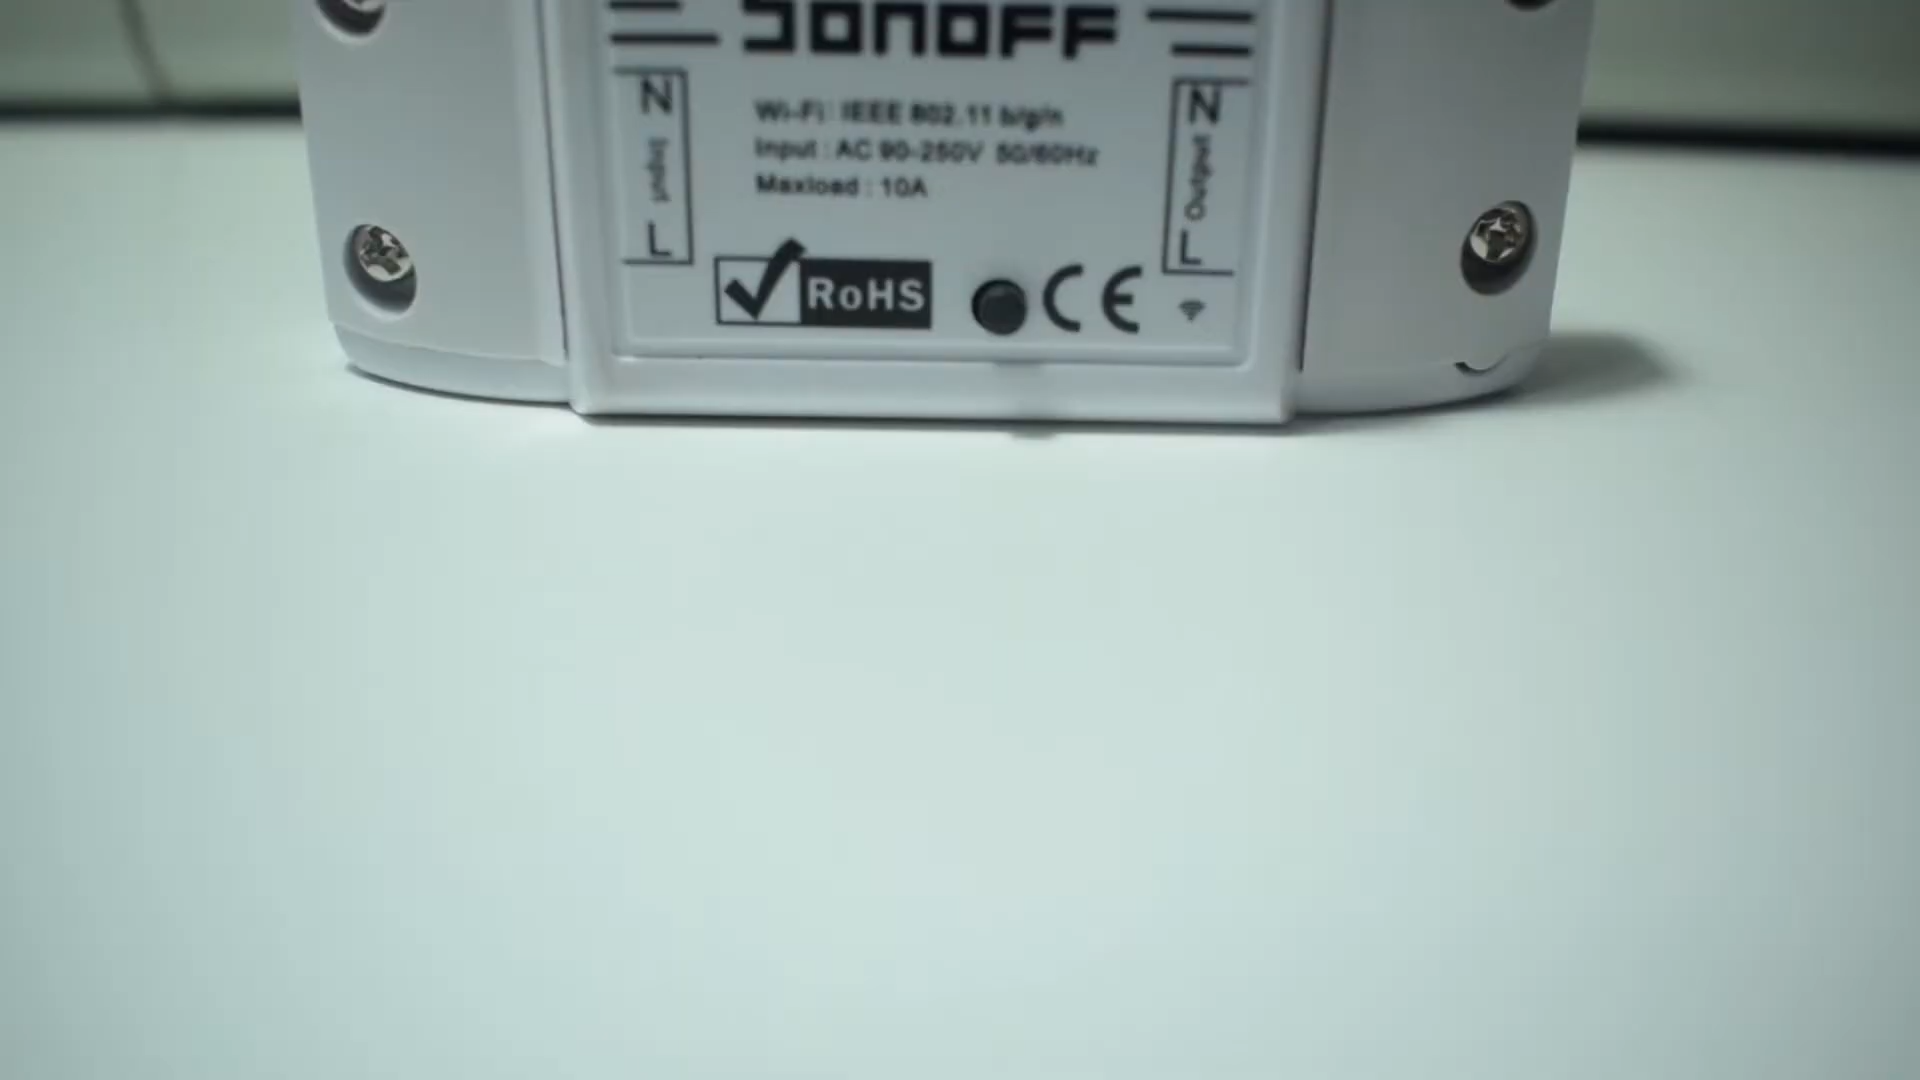 SONOFF
N Input L
Wi-Fi: IEEE 802.11 b/g/n
Input : AC 90-250V 50/60Hz
Maxload : 10A
N Output L
RoHS
CE